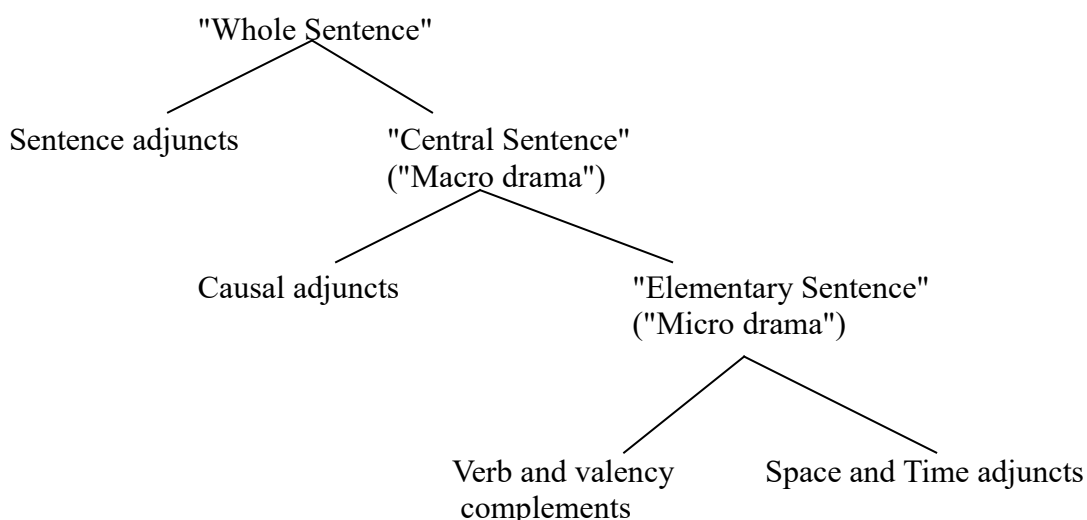 "Whole Sentence"
Sentence adjuncts
"Central Sentence"
("Macro drama")
Causal adjuncts
"Elementary Sentence"
("Micro drama")
Verb and valency
complements
Space and Time adjuncts